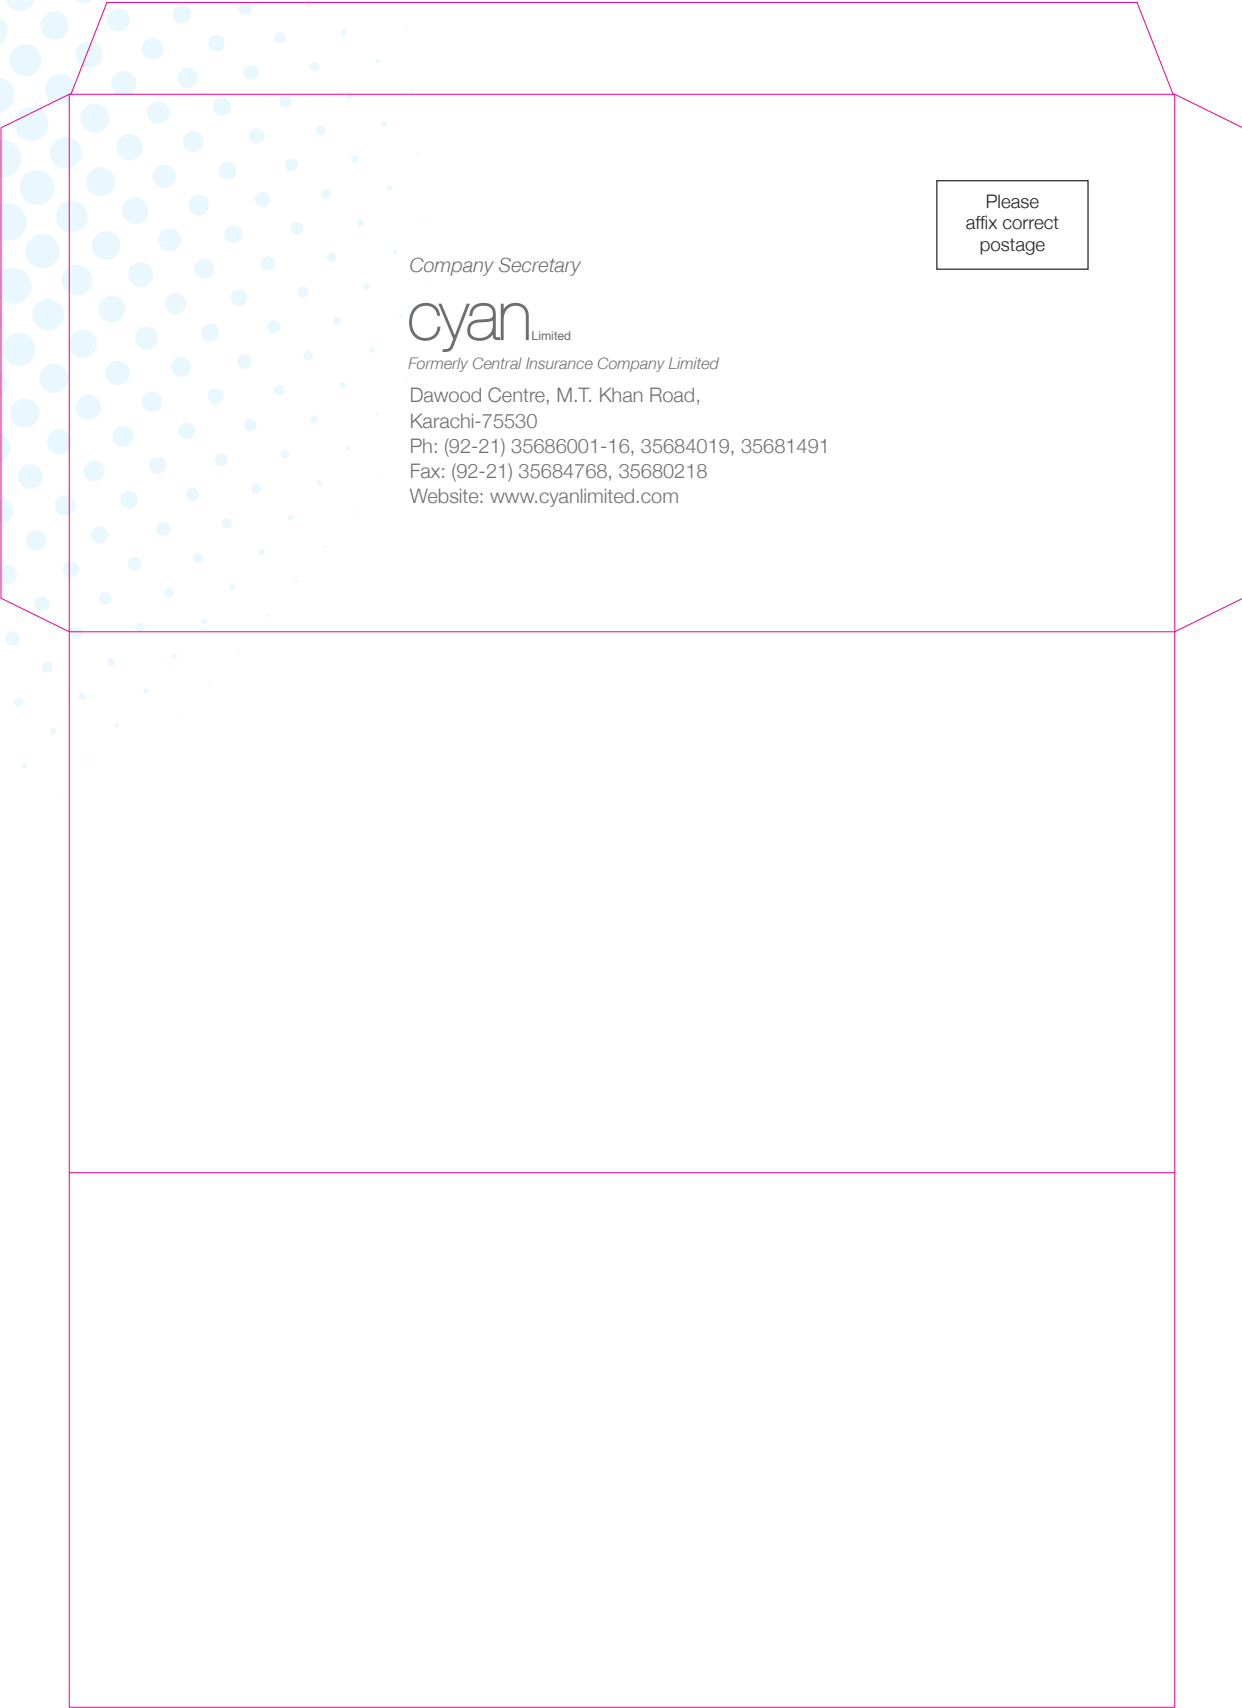 Please
affix correct
postage
Company Secretary
cyan Limited
Formerly Central Insurance Company Limited
Dawood Centre, M.T. Khan Road,
Karachi-75530
Ph: (92-21) 35686001-16, 35684019, 35681491
Fax: (92-21) 35684768, 35680218
Website: www.cyanlimited.com